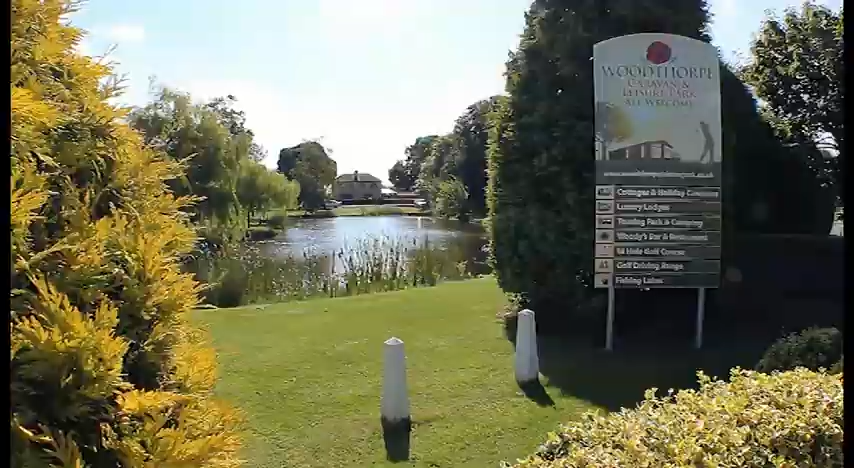 WOODTHORPE
CARAVAN &
LEISURE PARK
ALL WELCOME
Cottages & Holiday Caravans
Luxury Lodges
Touring Park & Camping
Woody's Bar & Restaurant
18 Hole Golf Course
Golf Driving Range
Fishing Lakes